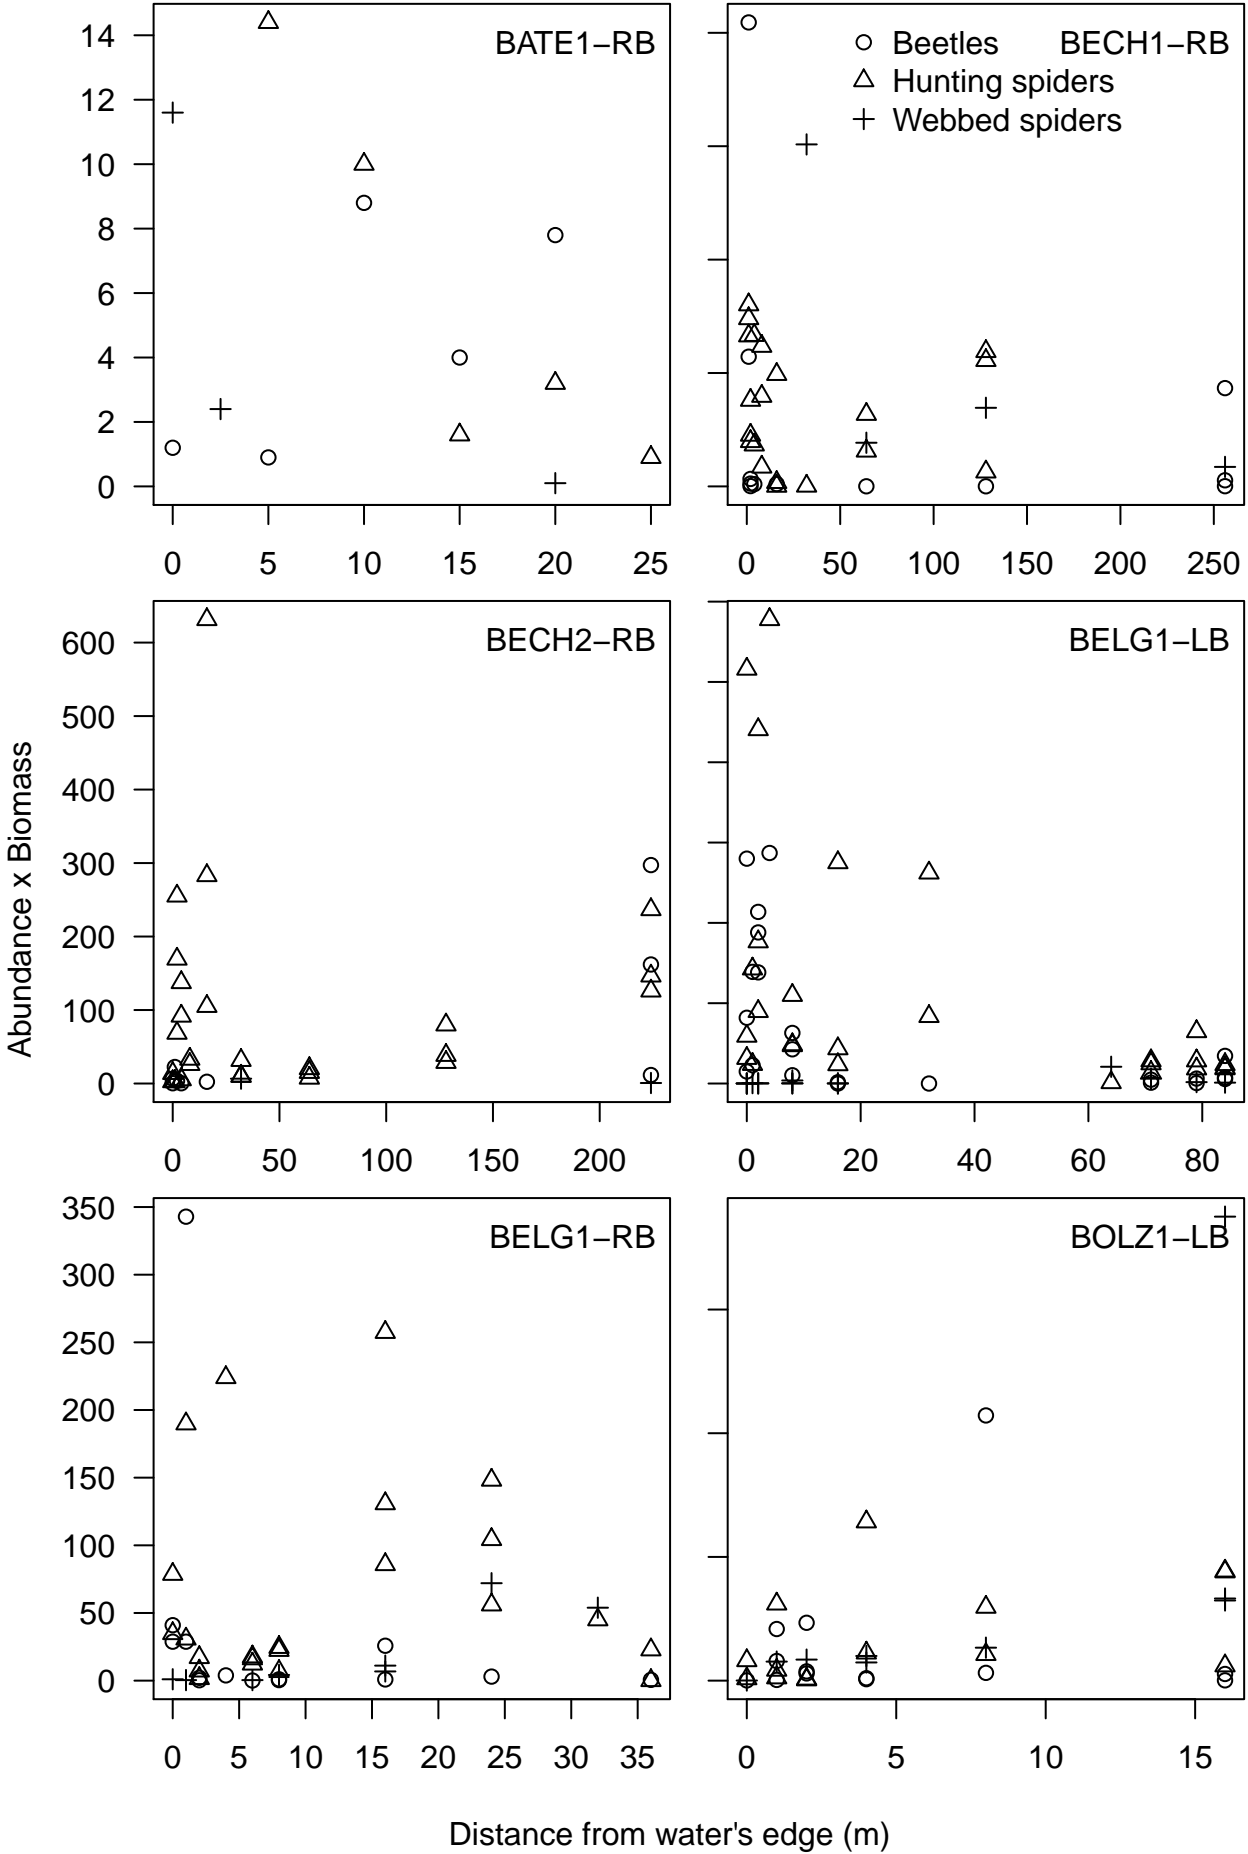 BATE1−RB
14
12
10
8
6
4
2
0
0 5 10 15 20 25
Beetles BECH1−RB
Hunting spiders
Webbed spiders
0 50 100 150 200 250
BECH2−RB
600
500
400
300
200
100
0
0 50 100 150 200
BELG1−LB
0 20 40 60 80
Abundance x Biomass
BELG1−RB
350
300
250
200
150
100
50
0
0 5 10 15 20 25 30 35
BOLZ1−LB
0 5 10 15
Distance from water's edge (m)